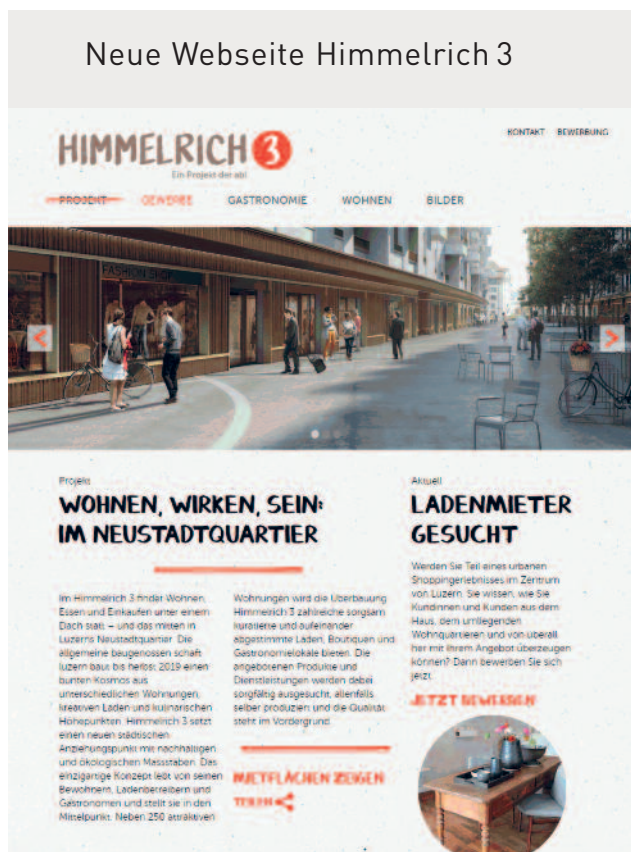 Neue Webseite Himmelrich 3
KONTAKT BEWERBUNG
HIMMELRICH 3
Ein Projekt der abl
PROJEKT GEWERBE GASTRONOMIE WOHNEN BILDER
FASHION SHOP
Projekt
WOHNEN, WIRKEN, SEIN:
IM NEUSTADTQUARTIER
Im Himmelrich 3 findet Wohnen,
Essen und Einkaufen unter einem
Dach statt – und das mitten in
Luzerns Neustadtquartier. Die
allgemeine baugenossenschaft
luzern baut bis herbst 2019 einen
bunten Kosmos aus
unterschiedlichen Wohnungen,
kreativen Läden und kulinarischen
Höhepunkten. Himmelrich 3 setzt
einen neuen städtischen
Anziehungspunkt mit nachhaltigen
und ökologischen Massstäben. Das
einzigartige Konzept lebt von seinen
Bewohnern, Ladenbetreibern und
Gastronomen und stellt sie in den
Mittelpunkt. Neben 250 attraktiven
Wohnungen wird die Überbauung
Himmelrich 3 zahlreiche sorgsam
kuratierte und aufeinander
abgestimmte Läden, Boutiquen und
Gastronomielokale bieten. Die
angebotenen Produkte und
Dienstleistungen werden dabei
sorgfältig ausgesucht, allenfalls
selber produziert und die Qualität
steht im Vordergrund.
MIETFLÄCHEN ZEIGEN
TEILEN
Aktuell
LADENMIETER
GESUCHT
Werden Sie Teil eines urbanen
Shoppingerlebnisses im Zentrum
von Luzern. Sie wissen, wie Sie
Kundinnen und Kunden aus dem
Haus, dem umliegenden
Wohnquartieren und von überall
her mit Ihrem Angebot überzeugen
können? Dann bewerben Sie sich
jetzt.
JETZT BEWERBEN